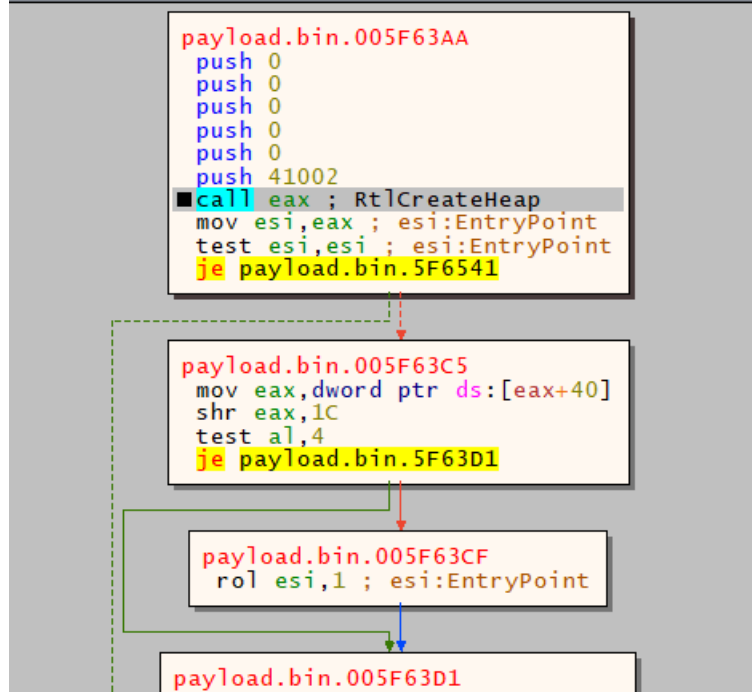 payload.bin.005F63AA
push 0
push 0
push 0
push 0
push 0
push 41002
call eax ; RtlCreateHeap
mov esi,eax ; esi:EntryPoint
test esi,esi ; esi:EntryPoint
je payload.bin.5F6541
payload.bin.005F63C5
mov eax,dword ptr ds:[eax+40]
shr eax,1C
test al,4
je payload.bin.5F63D1
payload.bin.005F63CF
rol esi,1 ; esi:EntryPoint
payload.bin.005F63D1